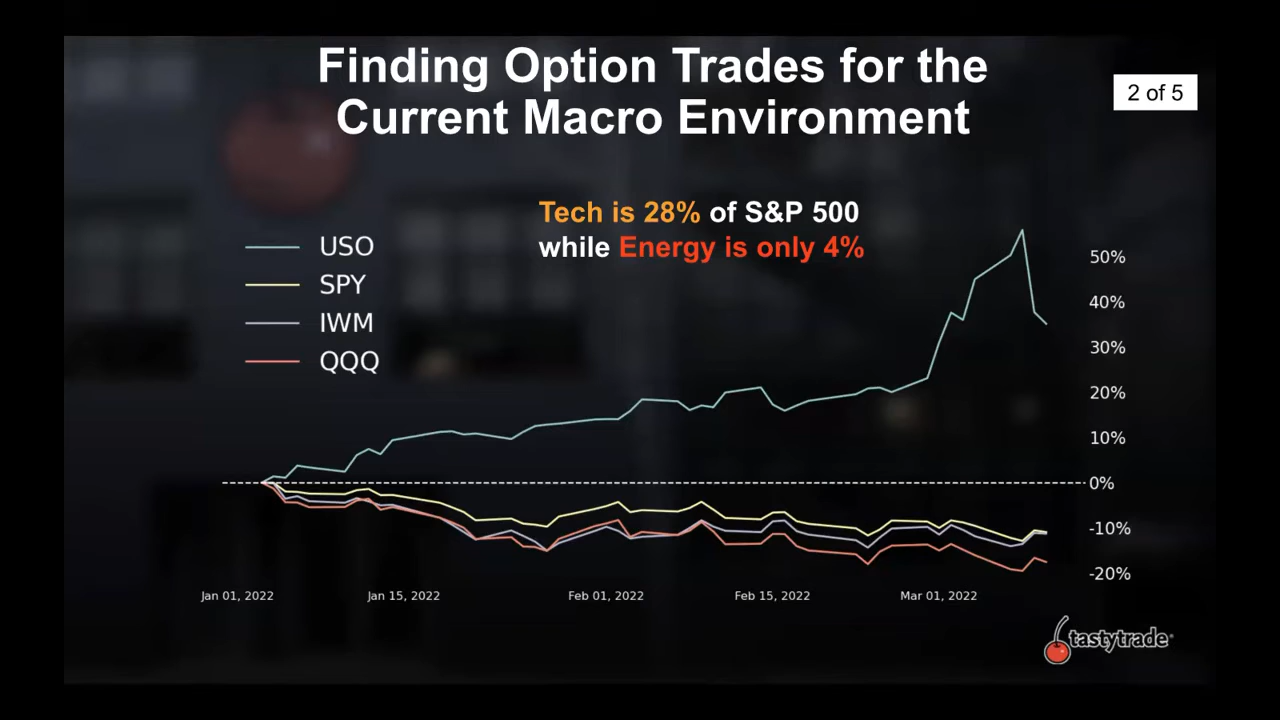 Finding Option Trades for the
Current Macro Environment
2 of 5
Tech is 28% of S&P 500
while Energy is only 4%
USO
SPY
IWM
QQQ
50%
40%
30%
20%
10%
0%
-10%
-20%
Jan 01, 2022
Jan 15, 2022
Feb 01, 2022
Feb 15, 2022
Mar 01, 2022
tastytrade